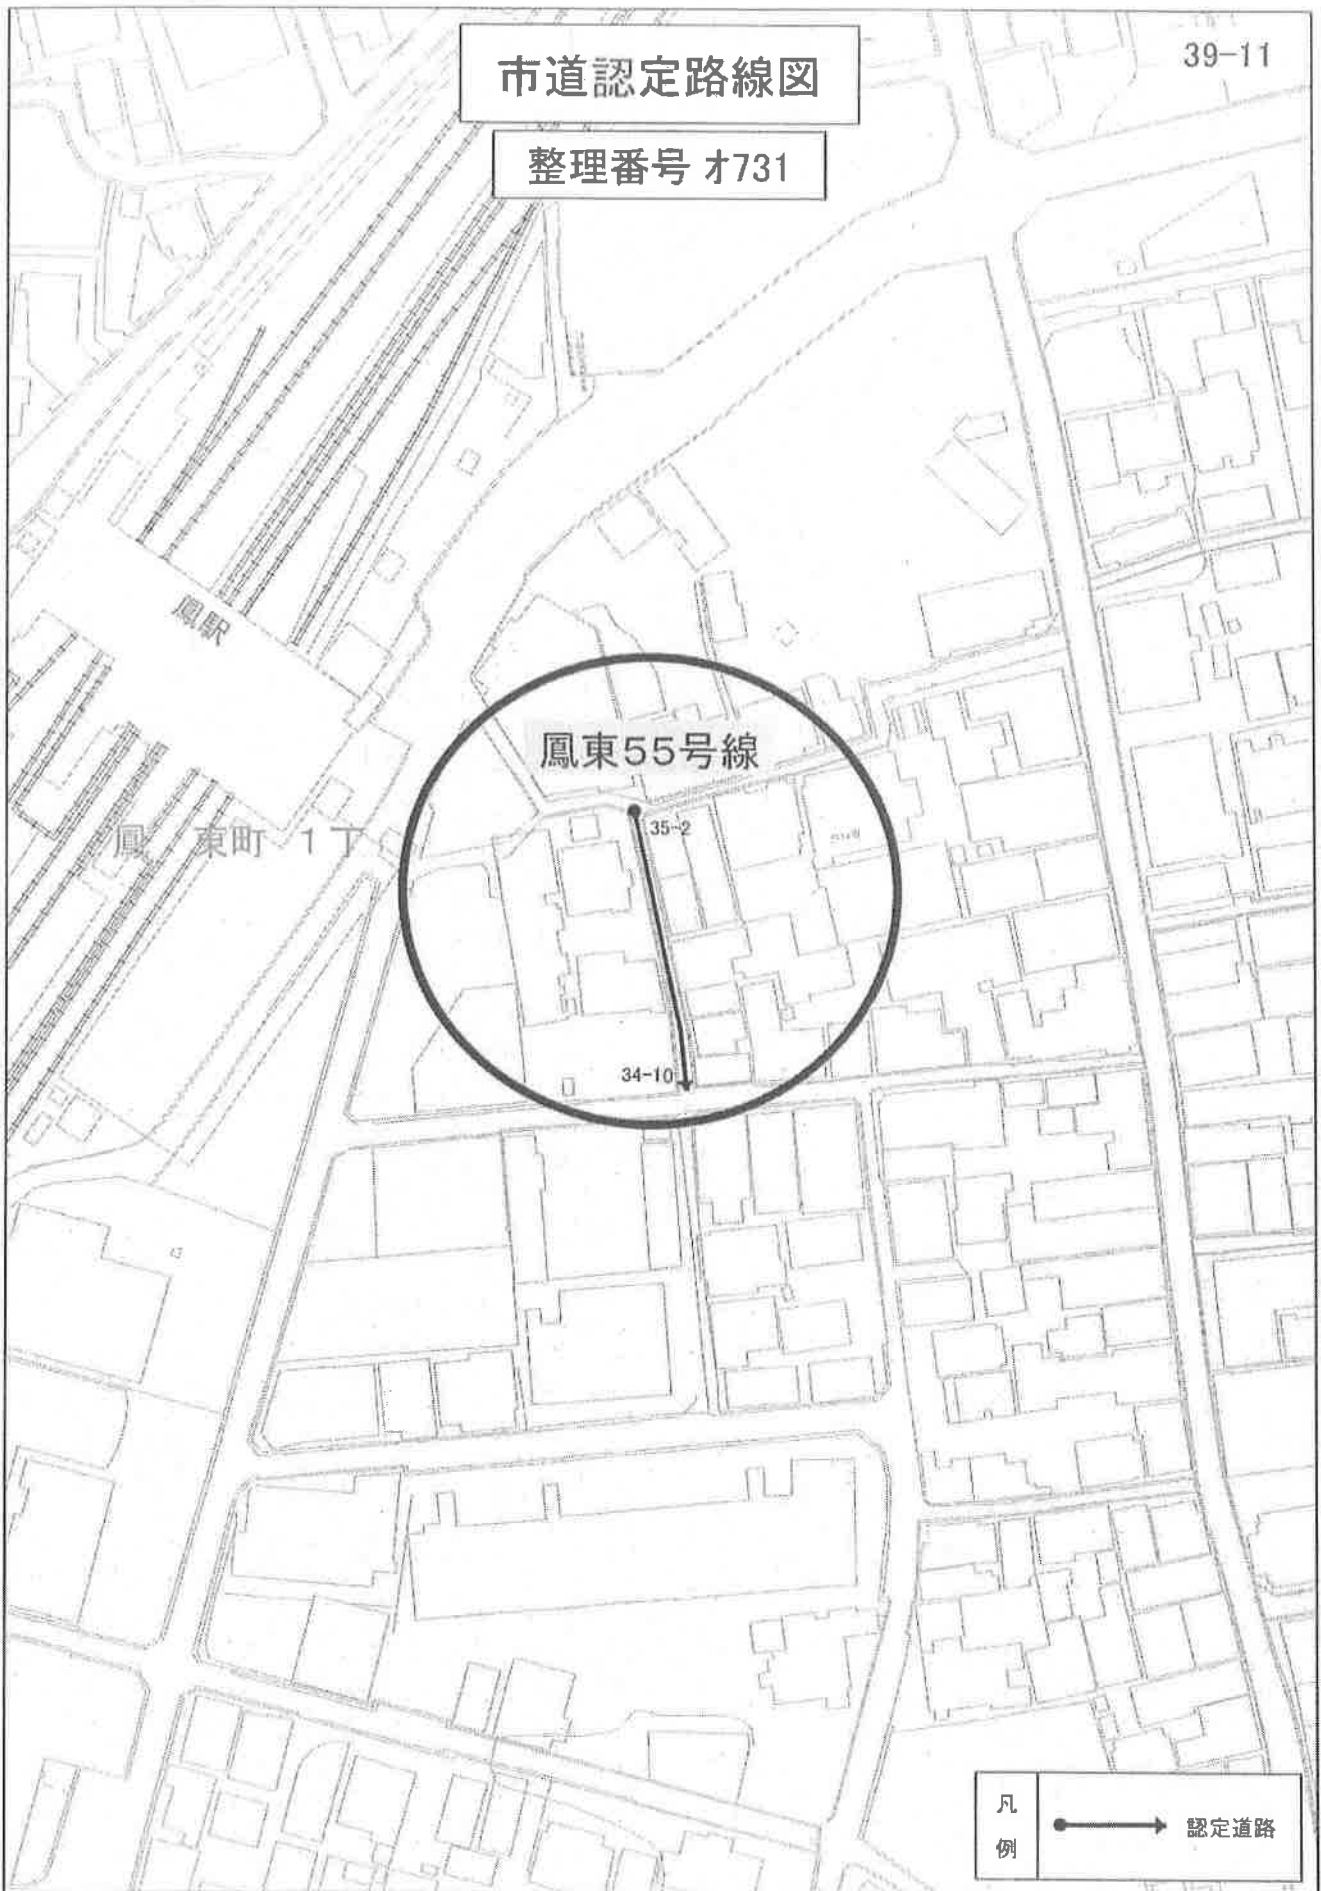 39-11
市道認定路線図
整理番号 オ731
鳳駅
鳳東55号線
35-2
鳳 東町 1丁
34-10
13
凡例
認定道路